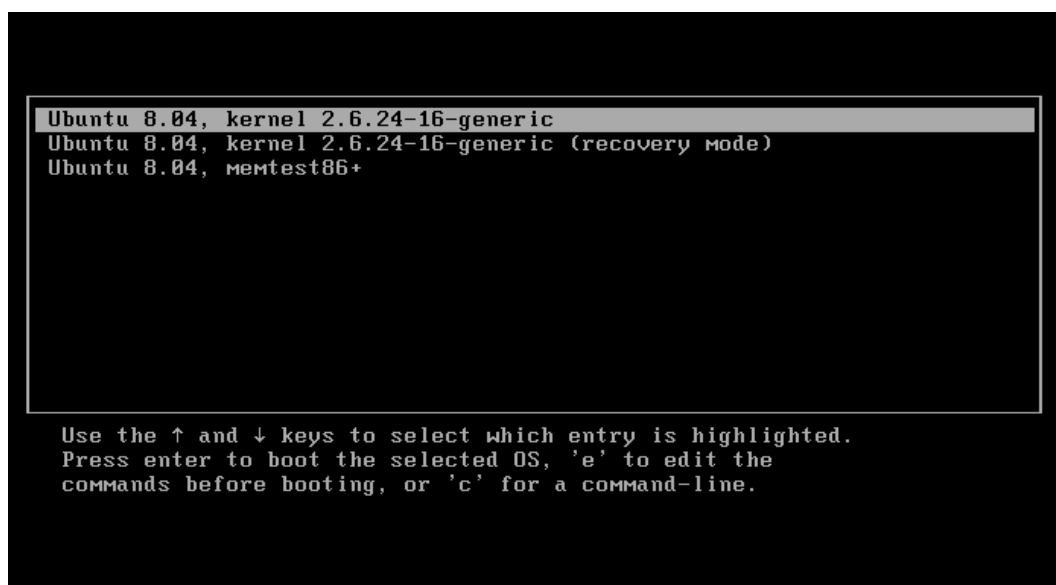 Ubuntu 8.04, kernel 2.6.24-16-generic
Ubuntu 8.04, kernel 2.6.24-16-generic (recovery mode)
Ubuntu 8.04, memtest86+
Use the ↑ and ↓ keys to select which entry is highlighted.
Press enter to boot the selected OS, 'e' to edit the
commands before booting, or 'c' for a command-line.